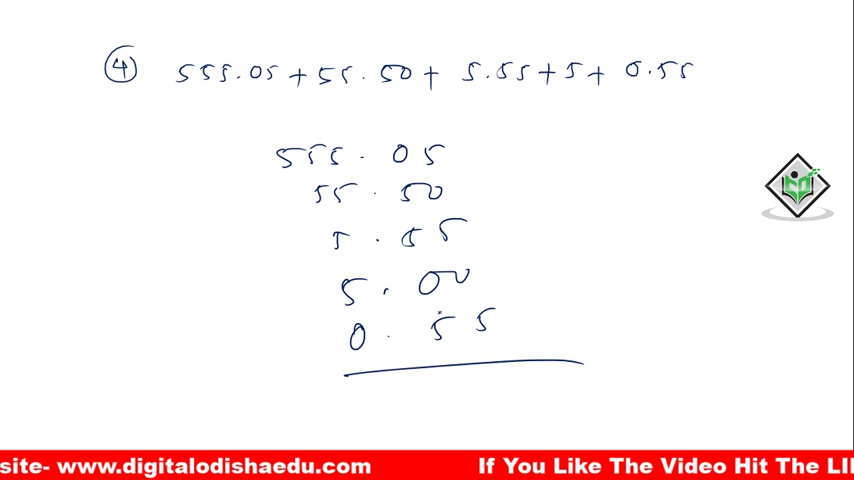 ④ 555.05 + 55.50 + 5.55 + 5 + 0.55
555.05
55.50
5.55
5.00
0.55
site- www.digitalodishaedu.com If You Like The Video Hit The LI